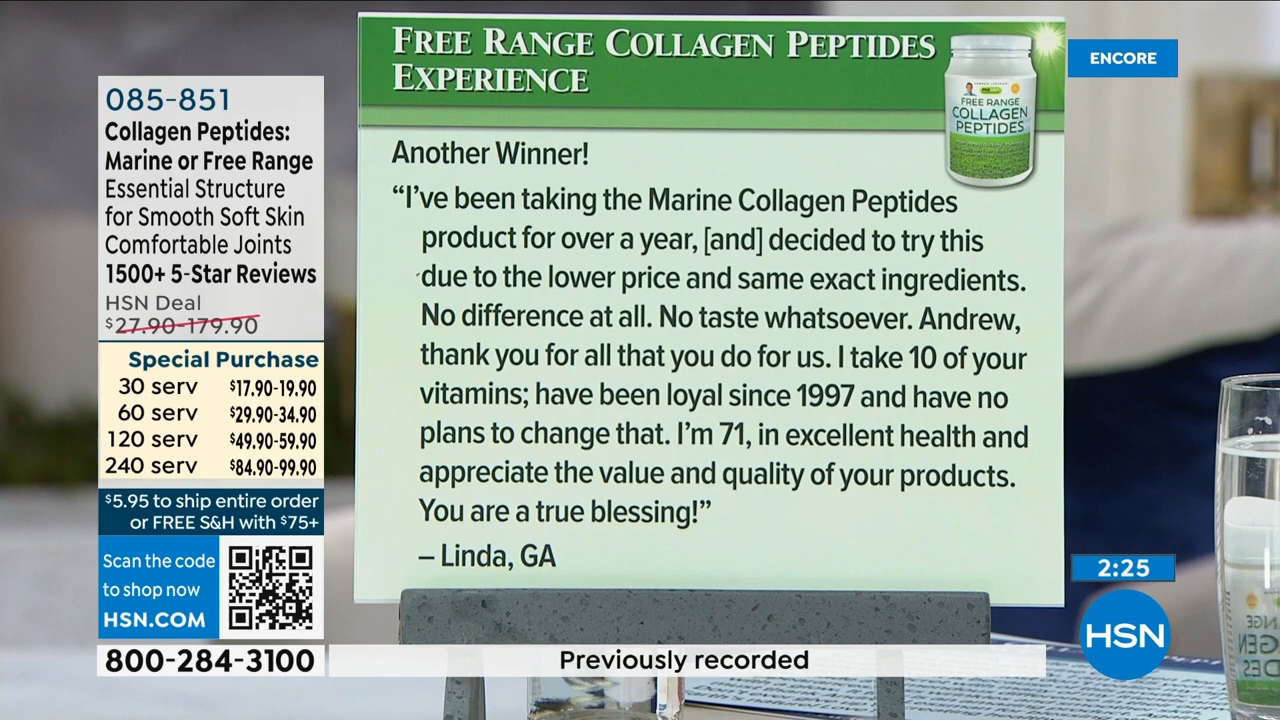 085-851
Collagen Peptides:
Marine or Free Range
Essential Structure
for Smooth Soft Skin
Comfortable Joints
1500+ 5-Star Reviews
HSN Deal
$27.90-179.90
Special Purchase
30 serv $17.90-19.90
60 serv $29.90-34.90
120 serv $49.90-59.90
240 serv $84.90-99.90
$5.95 to ship entire order
or FREE S&H with $75+
Scan the code
to shop now
HSN.COM
800-284-3100
FREE RANGE COLLAGEN PEPTIDES
EXPERIENCE
FREE RANGE
COLLAGEN
PEPTIDES
Another Winner!
“I’ve been taking the Marine Collagen Peptides
product for over a year, [and] decided to try this
due to the lower price and same exact ingredients.
No difference at all. No taste whatsoever. Andrew,
thank you for all that you do for us. I take 10 of your
vitamins; have been loyal since 1997 and have no
plans to change that. I’m 71, in excellent health and
appreciate the value and quality of your products.
You are a true blessing!”
– Linda, GA
ENCORE
2:25
HSN
Previously recorded